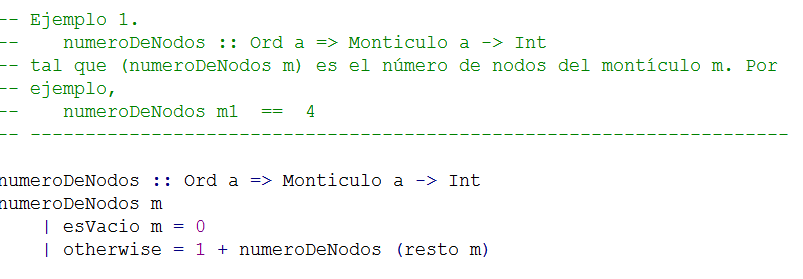 -- Ejemplo 1.
--    numeroDeNodos :: Ord a => Monticulo a -> Int
-- tal que (numeroDeNodos m) es el número de nodos del montículo m. Por
-- ejemplo,
--    numeroDeNodos m1  ==  4
-- ---------------------------------------------------------------------
numeroDeNodos :: Ord a => Monticulo a -> Int
numeroDeNodos m
    | esVacio m = 0
    | otherwise = 1 + numeroDeNodos (resto m)